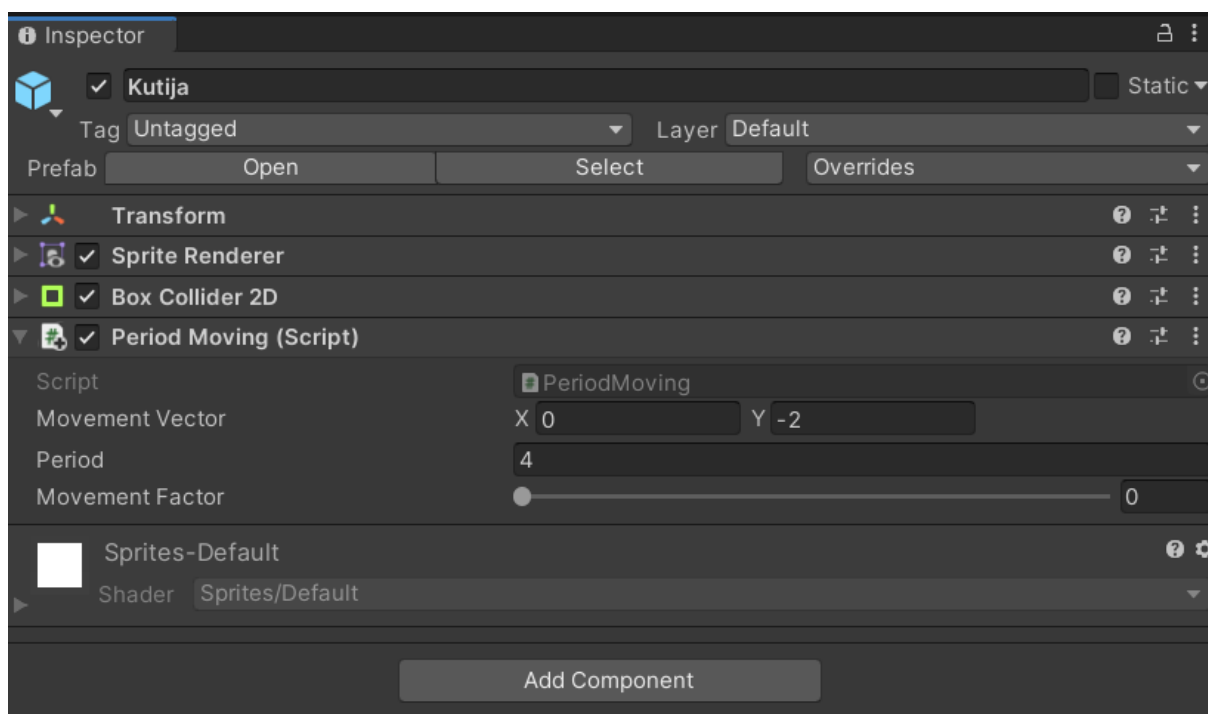 Inspector
Kutija Static
Tag Untagged Layer Default
Prefab Open Select Overrides
Transform
Sprite Renderer
Box Collider 2D
Period Moving (Script)
Script PeriodMoving
Movement Vector X 0 Y -2
Period 4
Movement Factor 0
Sprites-Default
Shader Sprites/Default
Add Component